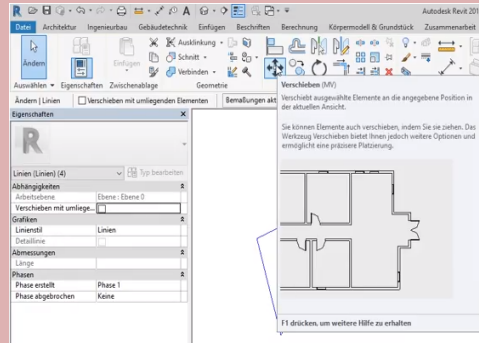 Autodesk Revit 201
Datei Architektur Ingenieurbau Gebäudetechnik Einfügen Beschriften Berechnung Körpermodell & Grundstück Zusammenarbeit
Ausklinkung
Schnitt
Verbinden
Ändern
Einfügen
Auswählen Eigenschaften Zwischenablage Geometrie
Ändern | Linien Verschieben mit umliegenden Elementen Bemaßungen akt
Verschieben (MV)
Verschiebt ausgewählte Elemente an die angegebene Position in
der aktuellen Ansicht.
Sie können Elemente auch verschieben, indem Sie sie ziehen. Das
Werkzeug Verschieben bietet Ihnen jedoch weitere Optionen und
ermöglicht eine präzisere Platzierung.
F1 drücken, um weitere Hilfe zu erhalten
Eigenschaften
Linien (Linien) (4) Typ bearbeiten
Abhängigkeiten
Arbeitsebene Ebene : Ebene 0
Verschieben mit umliege...
Grafiken
Linienstil Linien
Detaillinie
Abmessungen
Länge
Phasen
Phase erstellt Phase 1
Phase abgebrochen Keine